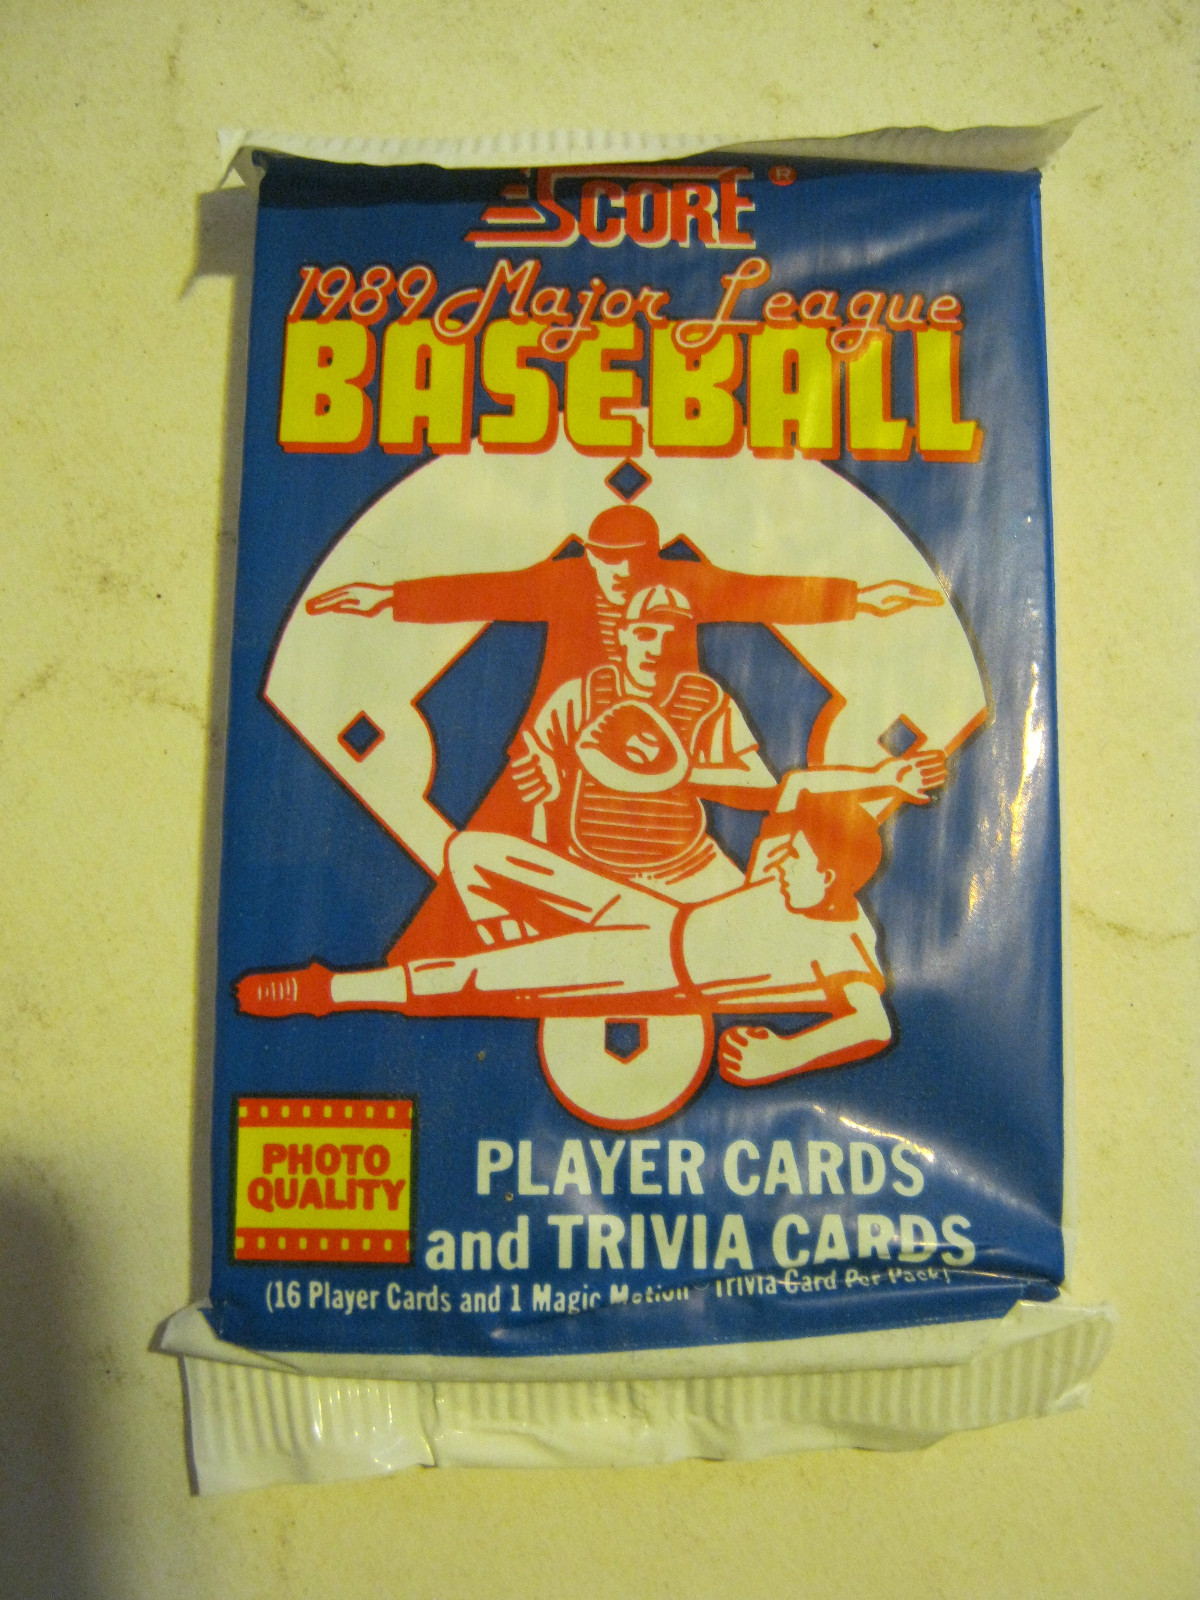 SCORE ®
1989 Major League
BASEBALL
PHOTO
QUALITY
PLAYER CARDS
and TRIVIA CARDS
(16 Player Cards and 1 Magic Motion Trivia Card Per Pack)